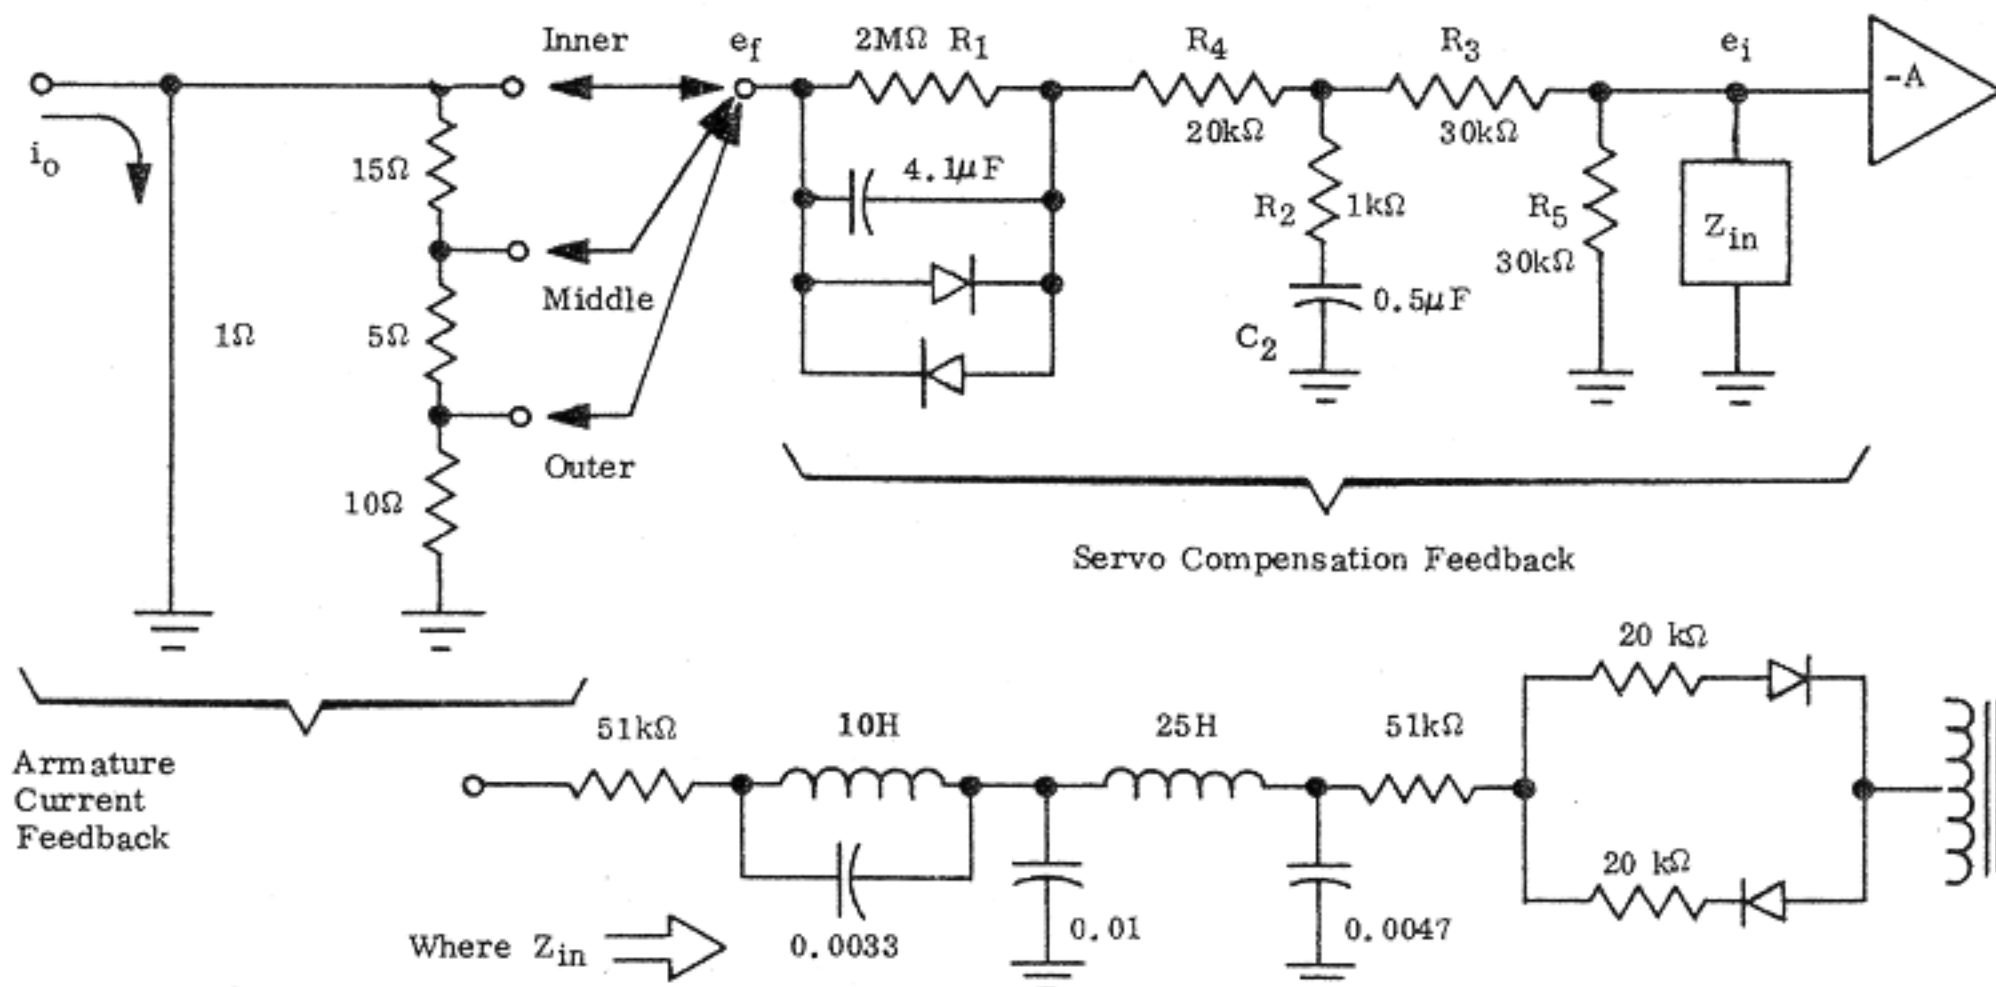 Inner
e_f
2MΩ R_1
R_4
R_3
e_i
-A
i_o
15Ω
4.1μF
20kΩ
30kΩ
R_2
1kΩ
R_5
30kΩ
Z_in
Middle
0.5μF
1Ω
5Ω
C_2
Outer
10Ω
Servo Compensation Feedback
Armature
Current
Feedback
51kΩ
10H
25H
51kΩ
20 kΩ
20 kΩ
Where Z_in
0.0033
0.01
0.0047